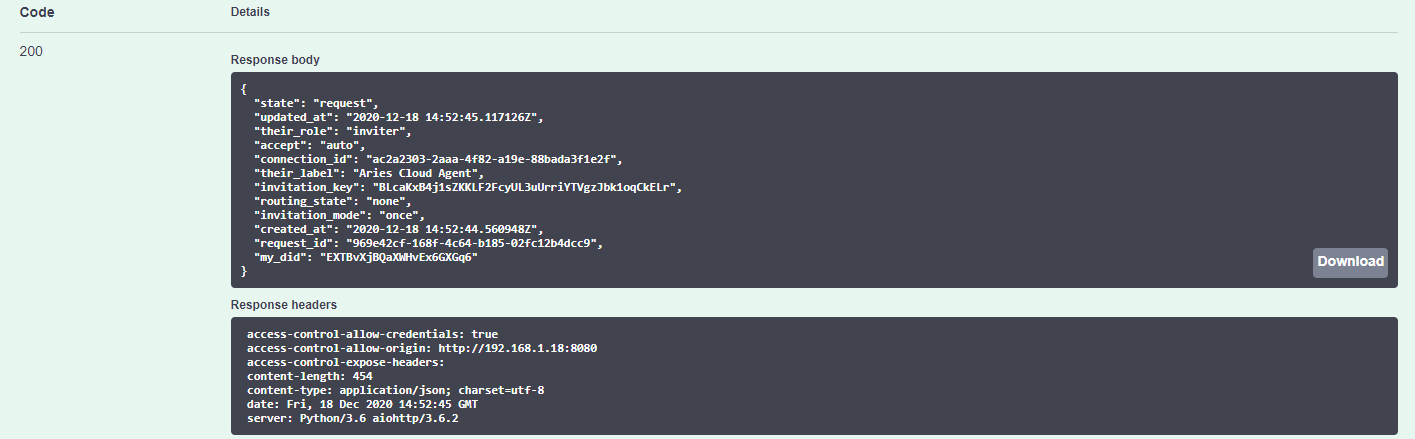 Code Details
200
Response body
{
  "state": "request",
  "updated_at": "2020-12-18 14:52:45.117126Z",
  "their_role": "inviter",
  "accept": "auto",
  "connection_id": "ac2a2303-2aaa-4f82-a19e-88bada3f1e2f",
  "their_label": "Aries Cloud Agent",
  "invitation_key": "BLcaKxB4j1sZKKLF2FcyUL3uUrriYTVgzJbk1oqCkELr",
  "routing_state": "none",
  "invitation_mode": "once",
  "created_at": "2020-12-18 14:52:44.560948Z",
  "request_id": "969e42cf-168f-4c64-b185-02fc12b4dcc9",
  "my_did": "EXTBvXjBQaXWHvEx6GXGq6"
}
Download
Response headers
access-control-allow-credentials: true
access-control-allow-origin: http://192.168.1.18:8080
access-control-expose-headers:
content-length: 454
content-type: application/json; charset=utf-8
date: Fri, 18 Dec 2020 14:52:45 GMT
server: Python/3.6 aiohttp/3.6.2